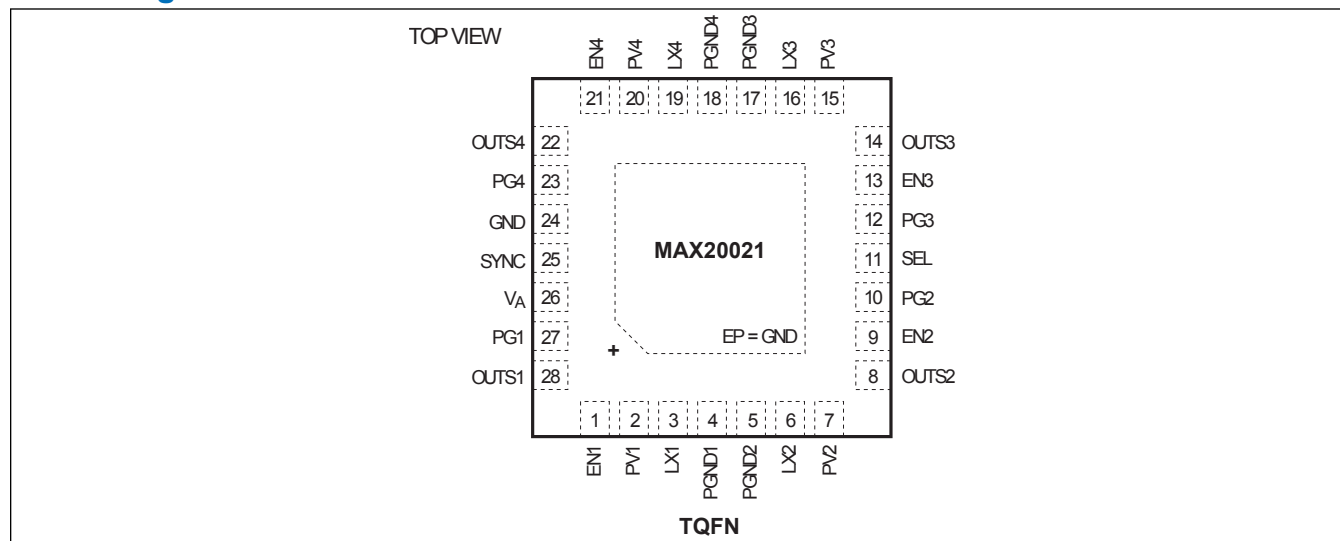 TOP VIEW
EN4
PV4
LX4
PGND4
PGND3
LX3
PV3
21 20 19 18 17 16 15
OUTS4 22
PG4 23
GND 24
SYNC 25
VA 26
PG1 27
OUTS1 28
14 OUTS3
13 EN3
12 PG3
11 SEL
10 PG2
9 EN2
8 OUTS2
MAX20021
EP = GND
+
1 2 3 4 5 6 7
EN1
PV1
LX1
PGND1
PGND2
LX2
PV2
TQFN